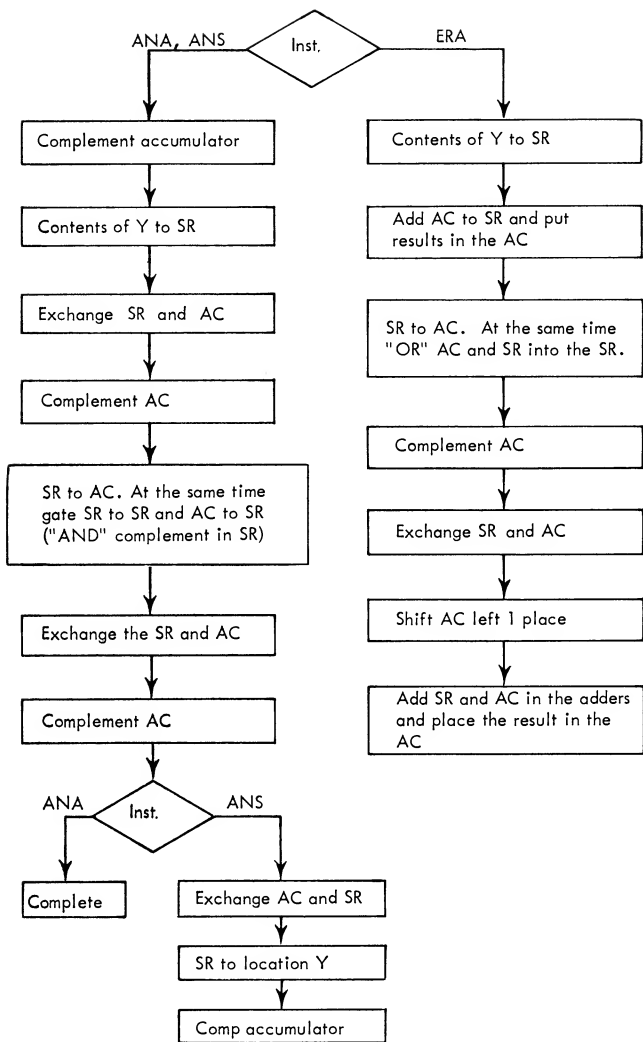 Inst.
ANA, ANS
ERA
Complement accumulator
Contents of Y to SR
Exchange SR and AC
Complement AC
SR to AC. At the same time
gate SR to SR and AC to SR
("AND" complement in SR)
Exchange the SR and AC
Complement AC
Inst.
ANA
ANS
Complete
Exchange AC and SR
SR to location Y
Comp accumulator
Contents of Y to SR
Add AC to SR and put
results in the AC
SR to AC. At the same time
"OR" AC and SR into the SR.
Complement AC
Exchange SR and AC
Shift AC left 1 place
Add SR and AC in the adders
and place the result in the
AC